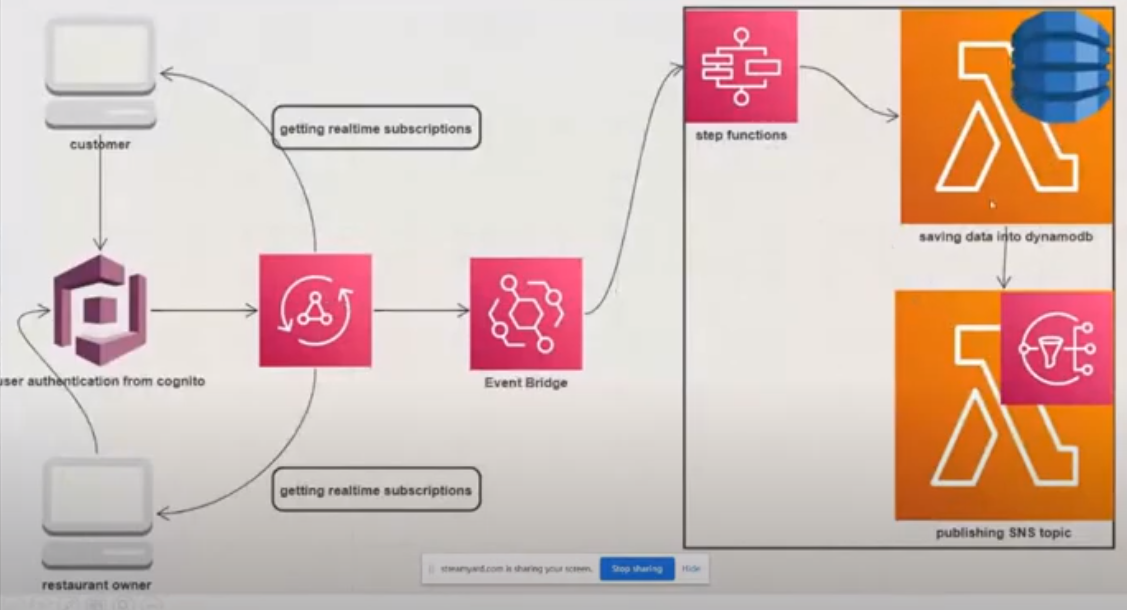 getting realtime subscriptions
step functions
customer
saving data into dynamodb
user authentication from cognito
Event Bridge
getting realtime subscriptions
publishing SNS topic
streamyard.com is sharing your screen.
Stop sharing
Hide
restaurant owner